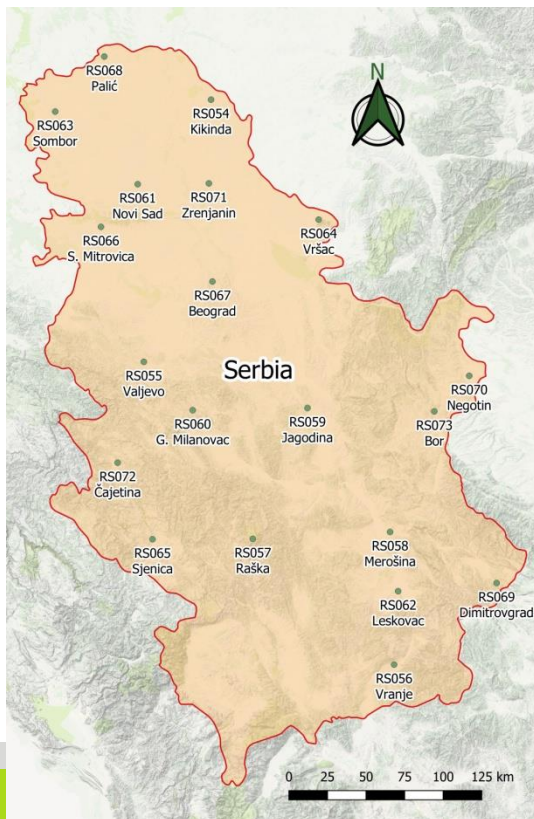 RS068
Palić
N
RS054
Kikinda
RS063
Sombor
RS061
Novi Sad
RS071
Zrenjanin
RS064
Vršac
RS066
S. Mitrovica
RS067
Beograd
Serbia
RS055
Valjevo
RS070
Negotin
RS060
G. Milanovac
RS059
Jagodina
RS073
Bor
RS072
Čajetina
RS065
Sjenica
RS057
Raška
RS058
Merošina
RS069
Dimitrovgrad
RS062
Leskovac
RS056
Vranje
0 25 50 75 100 125 km